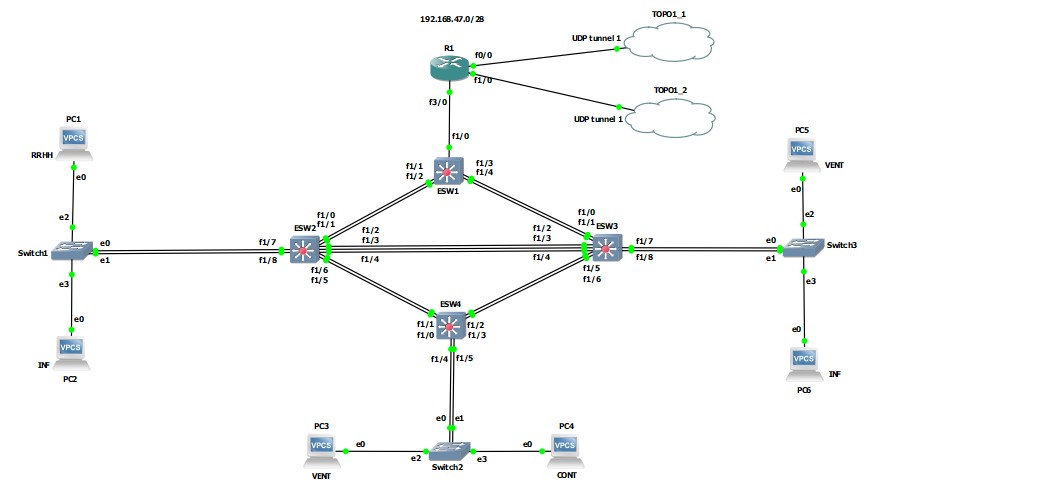 192.168.47.0/28
TOPO1_1
UDP tunnel 1
R1
f0/0
f1/0
TOPO1_2
UDP tunnel 1
f3/0
PC1
VPCS
RRHH
e0
f1/0
PC5
VPCS
VENT
e0
f1/1
f1/2
f1/3
f1/4
ESW1
e2
Switch1
e0
e1
e3
f1/7
f1/8
ESW2
f1/0
f1/1
f1/2
f1/3
f1/4
f1/6
f1/5
f1/0
f1/1
f1/2
f1/3
f1/4
ESW3
f1/7
f1/8
f1/5
f1/6
e2
e0
e1
Switch3
e3
e0
VPCS
INF
PC2
ESW4
f1/1
f1/0
f1/2
f1/3
f1/4
f1/5
e0
VPCS
INF
PC6
e0
e1
PC3
VPCS
VENT
e0
e2
Switch2
e3
e0
PC4
VPCS
CONT